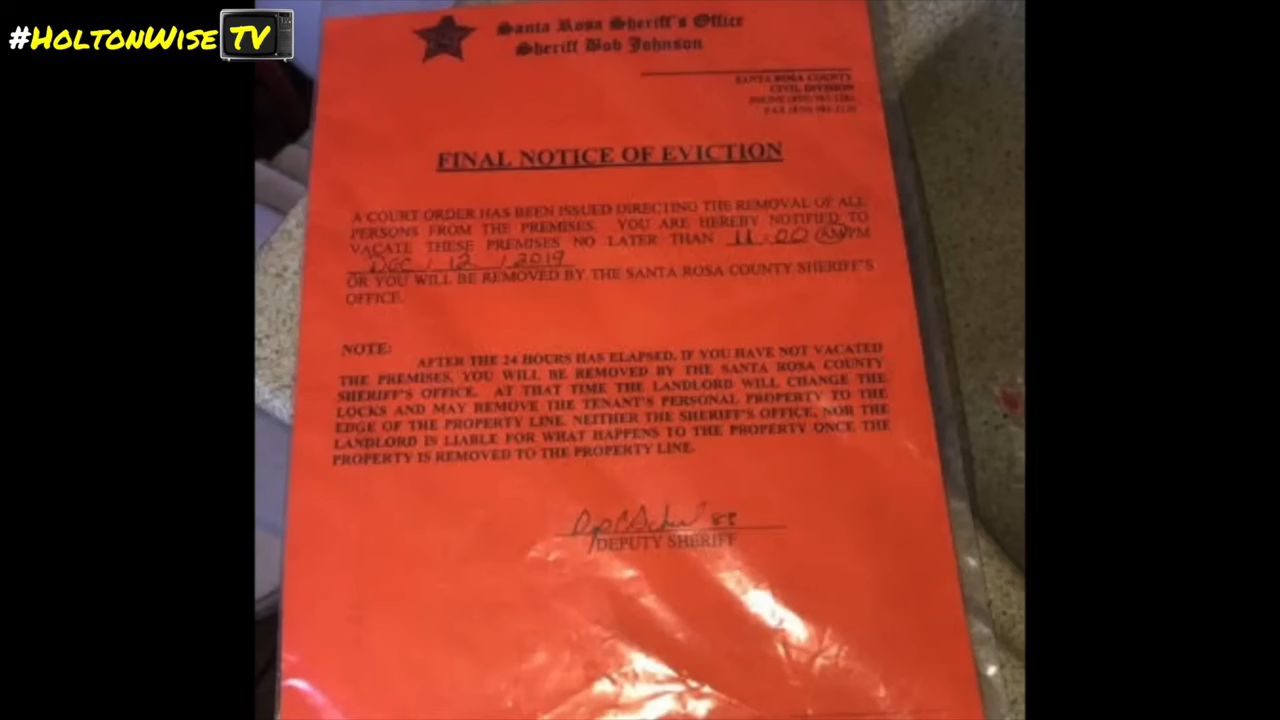 #HOLTONWISE TV
Santa Rosa Sheriff's Office
Sheriff Bob Johnson
SANTA ROSA COUNTY
CIVIL DIVISION
FINAL NOTICE OF EVICTION
A COURT ORDER HAS BEEN ISSUED DIRECTING THE REMOVAL OF ALL
PERSONS FROM THE PREMISES. YOU ARE HEREBY NOTIFIED TO
VACATE THESE PREMISES NO LATER THAN 11:00 AM/PM
DEC / 12 / 2019
OR YOU WILL BE REMOVED BY THE SANTA ROSA COUNTY SHERIFF'S
OFFICE.
NOTE:
AFTER THE 24 HOURS HAS ELAPSED, IF YOU HAVE NOT VACATED
THE PREMISES, YOU WILL BE REMOVED BY THE SANTA ROSA COUNTY
SHERIFF'S OFFICE. AT THAT TIME THE LANDLORD WILL CHANGE THE
LOCKS AND MAY REMOVE THE TENANT'S PERSONAL PROPERTY TO THE
EDGE OF THE PROPERTY LINE. NEITHER THE SHERIFF'S OFFICE, NOR THE
LANDLORD IS LIABLE FOR WHAT HAPPENS TO THE PROPERTY ONCE THE
PROPERTY IS REMOVED TO THE PROPERTY LINE.
DEPUTY SHERIFF